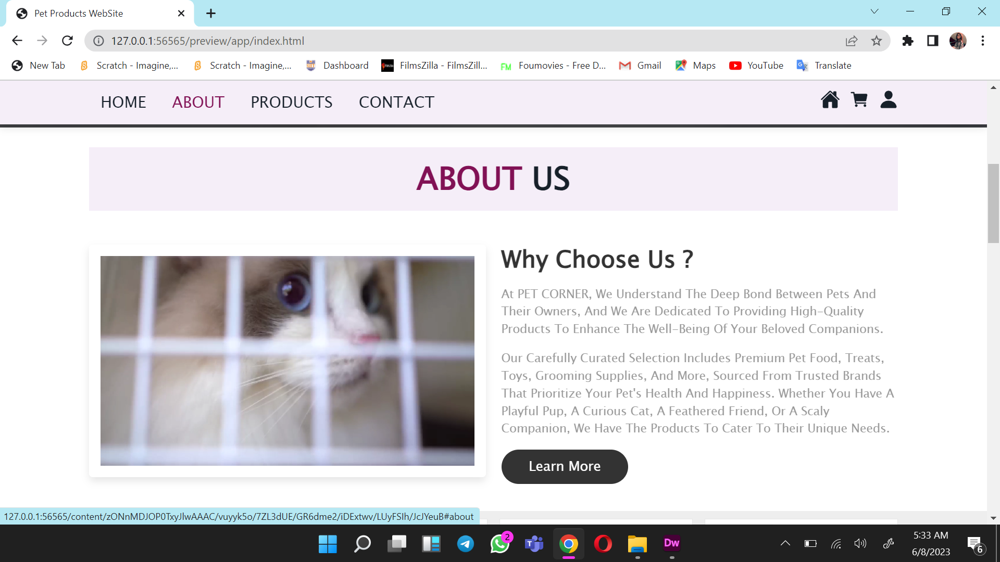 Pet Products WebSite
127.0.0.1:56565/preview/app/index.html
New Tab Scratch - Imagine,... Scratch - Imagine,... Dashboard FilmsZilla - FilmsZill... FM Foumovies - Free D... Gmail Maps YouTube Translate
HOME ABOUT PRODUCTS CONTACT
ABOUT US
Why Choose Us ?
At PET CORNER, We Understand The Deep Bond Between Pets And
Their Owners, And We Are Dedicated To Providing High-Quality
Products To Enhance The Well-Being Of Your Beloved Companions.
Our Carefully Curated Selection Includes Premium Pet Food, Treats,
Toys, Grooming Supplies, And More, Sourced From Trusted Brands
That Prioritize Your Pet's Health And Happiness. Whether You Have A
Playful Pup, A Curious Cat, A Feathered Friend, Or A Scaly
Companion, We Have The Products To Cater To Their Unique Needs.
Learn More
127.0.0.1:56565/content/zONnMDJOP0TxyJlwAAAC/vuyyk5o/7ZL3dUE/GR6dme2/iDExtwv/LUyFSIh/JcJYeuB#about
2
T
Dw
5:33 AM
6/8/2023
6